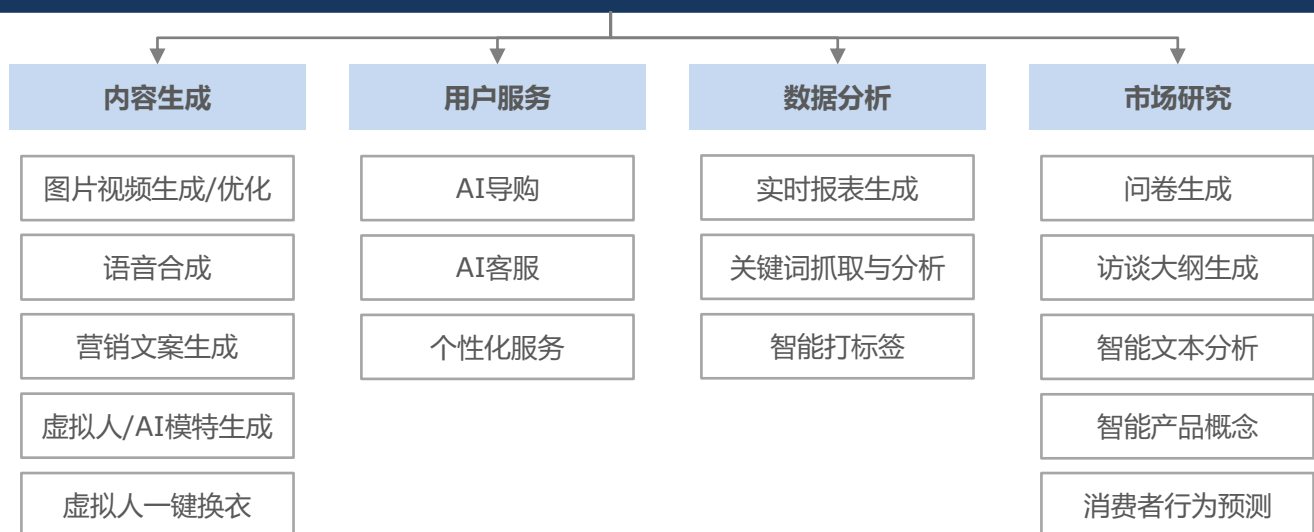 内容生成
用户服务
数据分析
市场研究
图片视频生成/优化
AI导购
实时报表生成
问卷生成
语音合成
AI客服
关键词抓取与分析
访谈大纲生成
营销文案生成
个性化服务
智能打标签
智能文本分析
虚拟人/AI模特生成
智能产品概念
虚拟人一键换衣
消费者行为预测